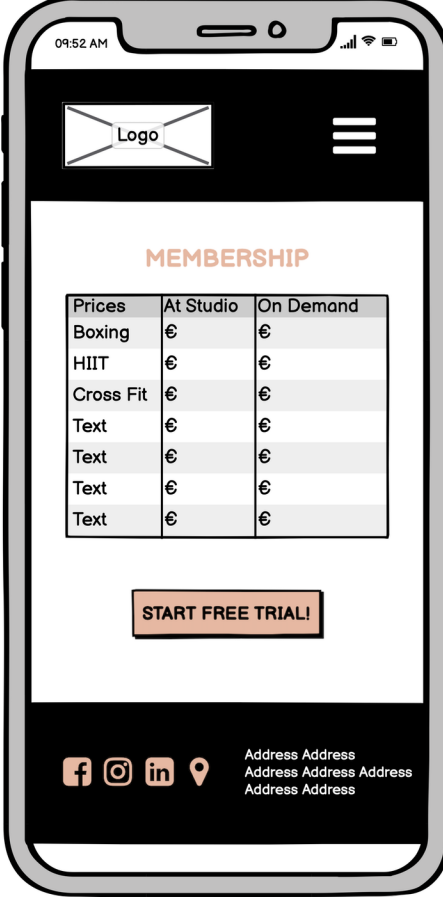 09:52 AM
Logo
MEMBERSHIP
Prices At Studio On Demand
Boxing € €
HIIT € €
Cross Fit € €
Text € €
Text € €
Text € €
Text € €
START FREE TRIAL!
Address Address
Address Address Address
Address Address